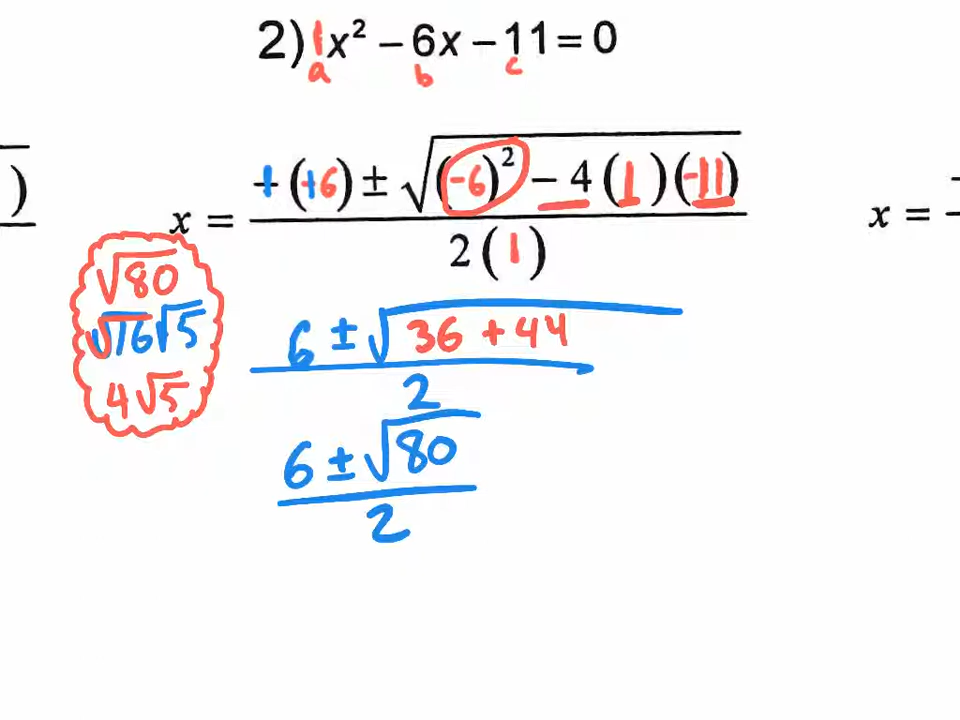 2) 1x² − 6x − 11 = 0
a b c
) + (+6) ± √(-6)² − 4 (1)(-11)
x = x =
2 (1)
√80
6 ± √36 + 44
√16√5
2
4√5
6 ± √80
2